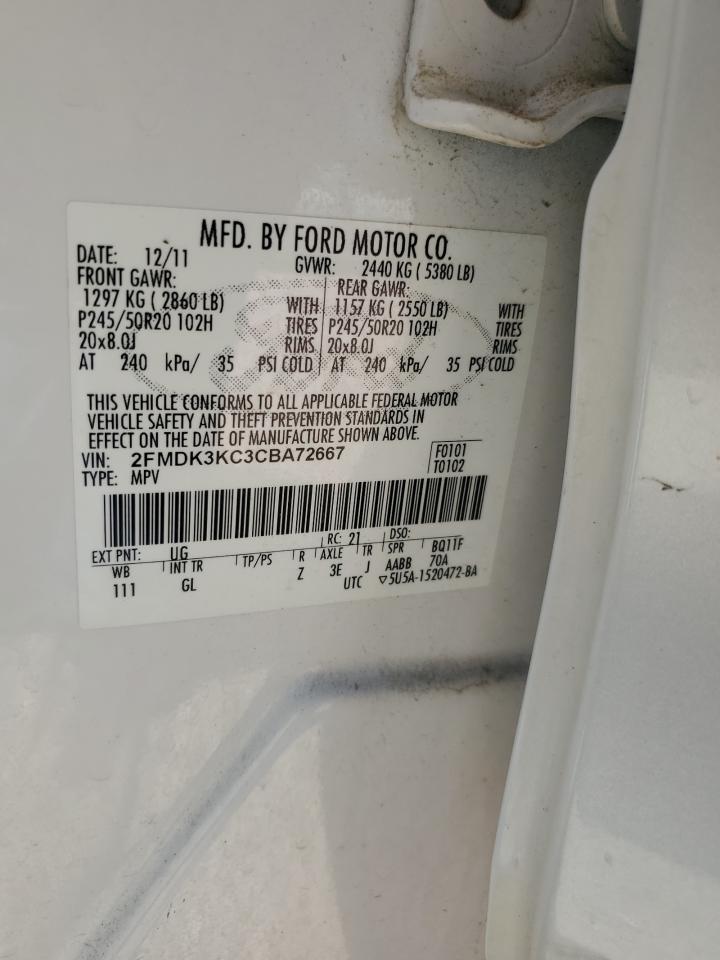 MFD. BY FORD MOTOR CO.
DATE: 12/11 GVWR: 2440 KG ( 5380 LB)
FRONT GAWR: REAR GAWR:
1297 KG ( 2860 LB) WITH 1157 KG ( 2550 LB) WITH
P245/50R20 102H TIRES P245/50R20 102H TIRES
20x8.0J RIMS 20x8.0J RIMS
AT 240 kPa/ 35 PSI COLD AT 240 kPa/ 35 PSI COLD
THIS VEHICLE CONFORMS TO ALL APPLICABLE FEDERAL MOTOR
VEHICLE SAFETY AND THEFT PREVENTION STANDARDS IN
EFFECT ON THE DATE OF MANUFACTURE SHOWN ABOVE.
VIN: 2FMDK3KC3CBA72667 F0101
TYPE: MPV T0102
EXT PNT: UG RC: 21 DSO: BQ11F
WB INT TR TP/PS R AXLE TR SPR 70A
111 GL Z 3E J AABB
UTC ▽5U5A-1520472-BA